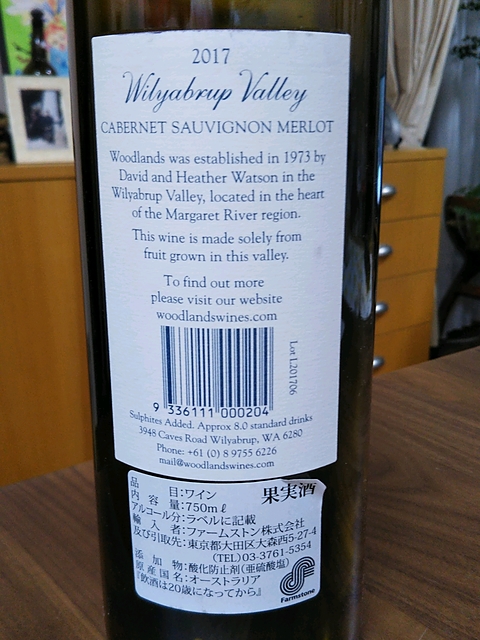 2017
Wilyabrup Valley
CABERNET SAUVIGNON MERLOT
Woodlands was established in 1973 by
David and Heather Watson in the
Wilyabrup Valley, located in the heart
of the Margaret River region.
This wine is made solely from
fruit grown in this valley.
To find out more
please visit our website
woodlandswines.com
Lot L201706
9 336111 000204
Sulphites Added. Approx 8.0 standard drinks
3948 Caves Road Wilyabrup, WA 6280
Phone: +61 (0) 8 9755 6226
mail@woodlandswines.com
品 目:ワイン 果実酒
内 容 量:750mℓ
アルコール分:ラベルに記載
輸 入 者:ファームストン株式会社
及び引取先:東京都大田区大森西5-27-4
(TEL)03-3761-5354
添 加 物:酸化防止剤(亜硫酸塩)
原 産 国 名:オーストラリア
『飲酒は20歳になってから』
Farmstone